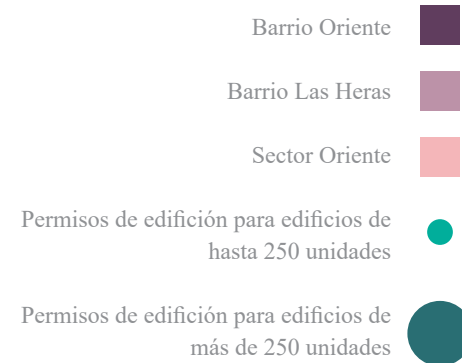 Barrio Oriente
Barrio Las Heras
Sector Oriente
Permisos de edifición para edificios de
hasta 250 unidades
Permisos de edifición para edificios de
más de 250 unidades